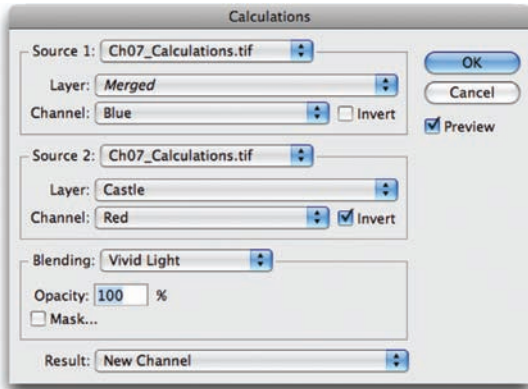 Calculations
Source 1: Ch07_Calculations.tif
OK
Layer: Merged
Cancel
Channel: Blue Invert
Preview
Source 2: Ch07_Calculations.tif
Layer: Castle
Channel: Red Invert
Blending: Vivid Light
Opacity: 100 %
Mask...
Result: New Channel